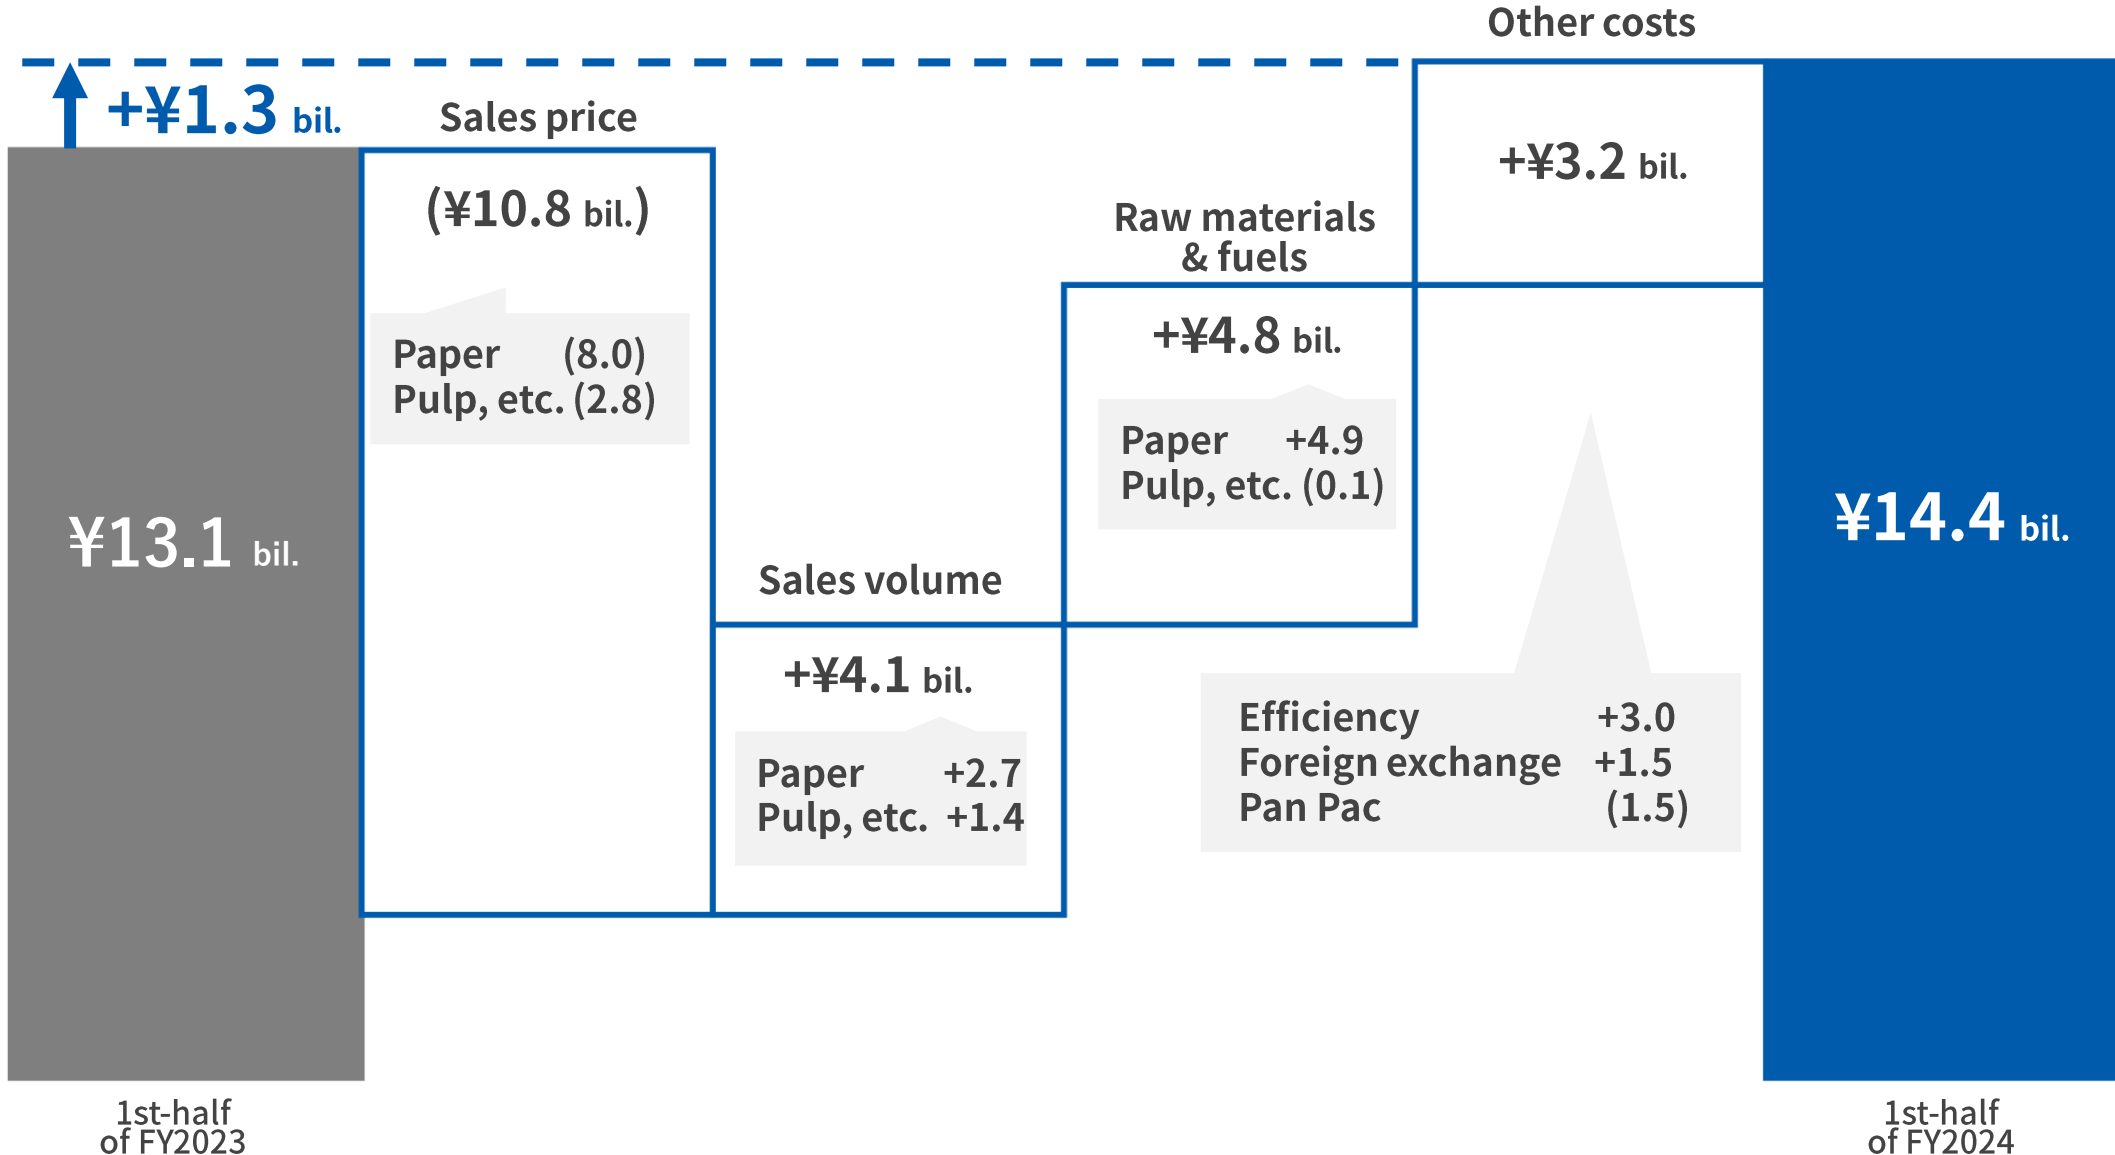 Other costs
+¥1.3 bil.
Sales price
+¥3.2 bil.
(¥10.8 bil.)
Raw materials
& fuels
+¥4.8 bil.
Paper (8.0)
Pulp, etc. (2.8)
Paper +4.9
Pulp, etc. (0.1)
¥13.1 bil.
¥14.4 bil.
Sales volume
+¥4.1 bil.
Efficiency +3.0
Foreign exchange +1.5
Pan Pac (1.5)
Paper +2.7
Pulp, etc. +1.4
1st-half
of FY2023
1st-half
of FY2024